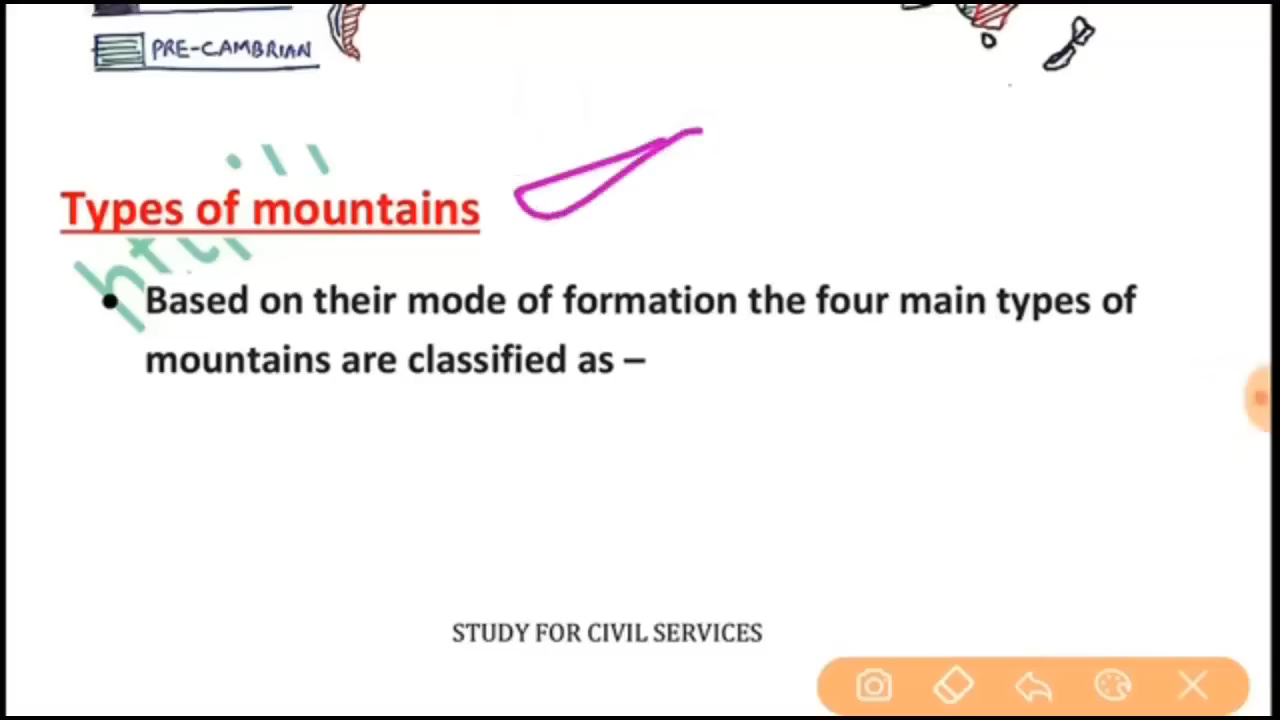 PRE-CAMBRIAN
Types of mountains
• Based on their mode of formation the four main types of
mountains are classified as –
STUDY FOR CIVIL SERVICES